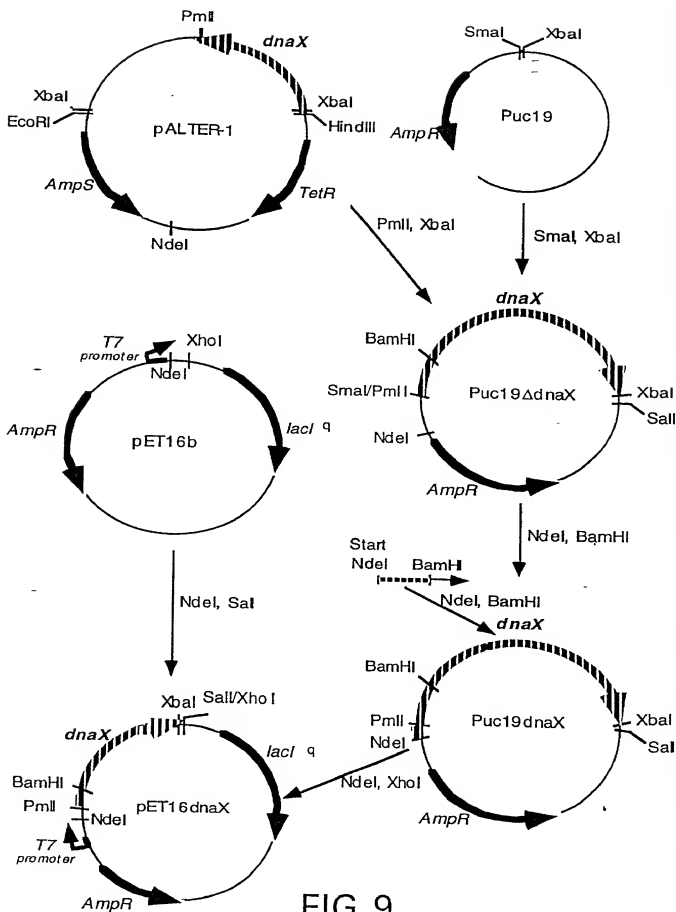 PmlI
dnaX
XbaI
EcoRI
XbaI
HindIII
pALTER-1
AmpS
TetR
NdeI
SmaI
XbaI
Puc19
AmpR
PmlI, XbaI
SmaI, XbaI
T7
promoter
XhoI
NdeI
AmpR
pET16b
lacI q
dnaX
BamHI
SmaI/PmlI
NdeI
Puc19ΔdnaX
XbaI
SalI
AmpR
NdeI, BamHI
Start
NdeI
BamHI
NdeI, BamHI
NdeI, SalI
dnaX
BamHI
PmlI
NdeI
Puc19dnaX
XbaI
SalI
AmpR
NdeI, XhoI
XbaI
SalI/XhoI
dnaX
lacI q
BamHI
PmlI
NdeI
pET16dnaX
T7
promoter
AmpR
FIG. 9